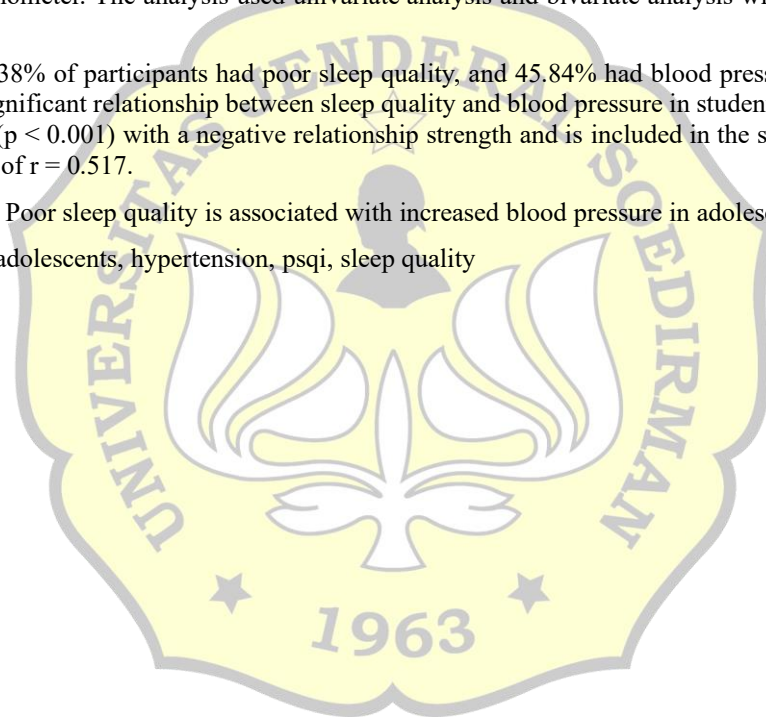 nometer. The analysis used univariate analysis and bivariate analysis wi
38% of participants had poor sleep quality, and 45.84% had blood press
gnificant relationship between sleep quality and blood pressure in studen
(p < 0.001) with a negative relationship strength and is included in the s
of r = 0.517.
Poor sleep quality is associated with increased blood pressure in adolesc
adolescents, hypertension, psqi, sleep quality
UNIVERSITAS JENDERAL SOEDIRMAN
1963